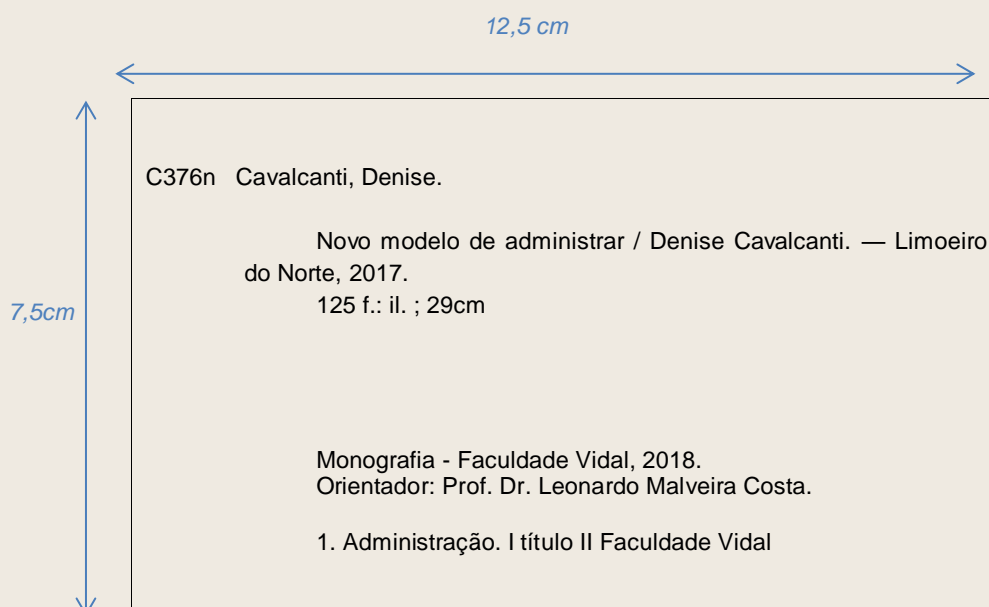 12,5 cm
C376n Cavalcanti, Denise.
Novo modelo de administrar / Denise Cavalcanti. — Limoeiro
do Norte, 2017.
125 f.: il. ; 29cm
7,5cm
Monografia - Faculdade Vidal, 2018.
Orientador: Prof. Dr. Leonardo Malveira Costa.
1. Administração. I título II Faculdade Vidal